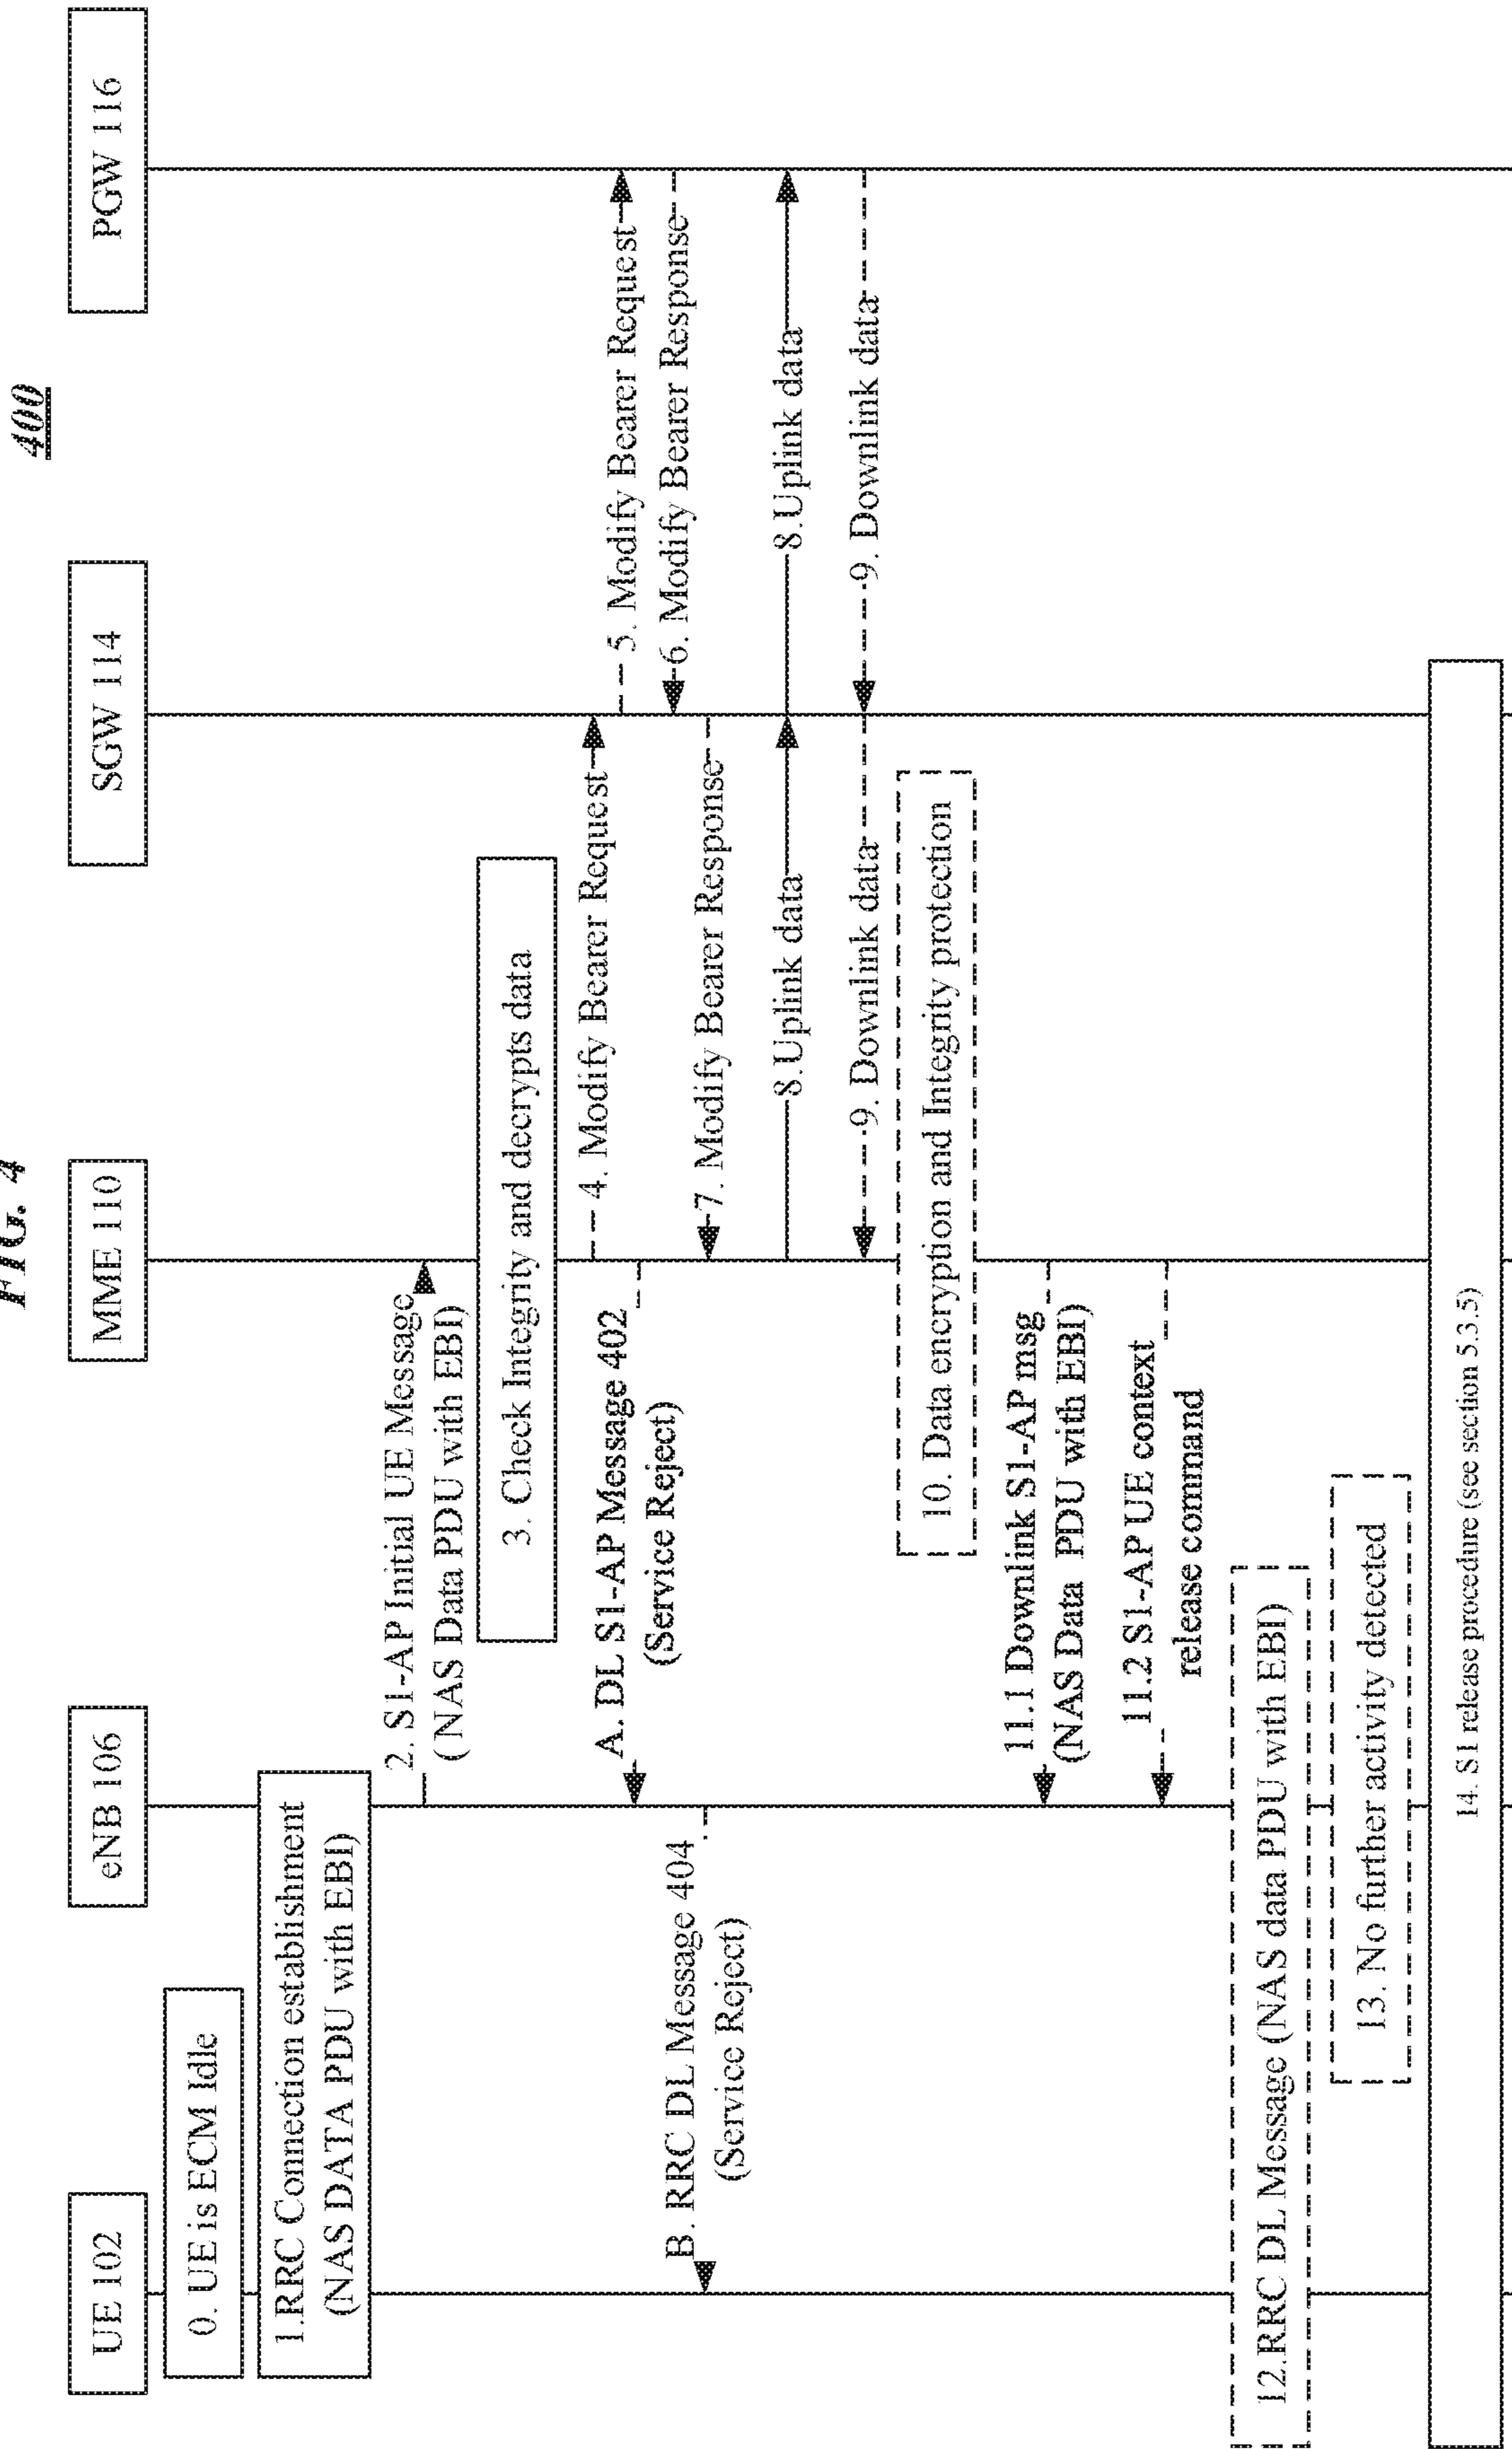 FIG. 4
400
UE 102
eNB 106
MME 110
SGW 114
PGW 116
0. UE is ECM Idle
1.RRC Connection establishment
(NAS DATA PDU with EBI)
2. S1-AP Initial UE Message
( NAS Data PDU with EBI)
3. Check Integrity and decrypts data
4. Modify Bearer Request
5. Modify Bearer Request
A. DL S1-AP Message 402
(Service Reject)
6. Modify Bearer Response
B. RRC DL Message 404
(Service Reject)
7. Modify Bearer Response
8.Uplink data
8.Uplink data
9. Downlink data
9. Downlink data
10. Data encryption and Integrity protection
11.1 Downlink S1-AP msg
(NAS Data PDU with EBI)
11.2 S1-AP UE context
release command
12.RRC DL Message (NAS data PDU with EBI)
13. No further activity detected
14. S1 release procedure (see section 5.3.5)